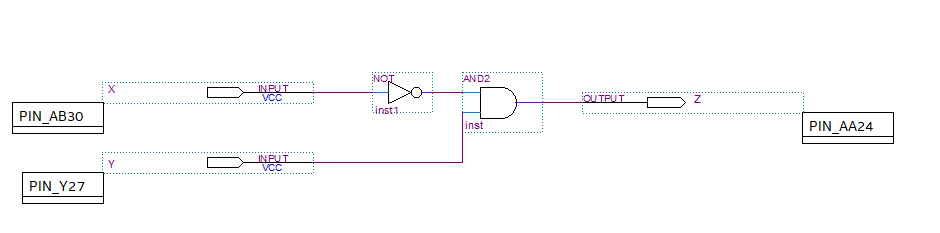 NOT
AND2
X
INPUT
VCC
OUTPUT
Z
PIN_AB30
inst1
inst
PIN_AA24
Y
INPUT
VCC
PIN_Y27